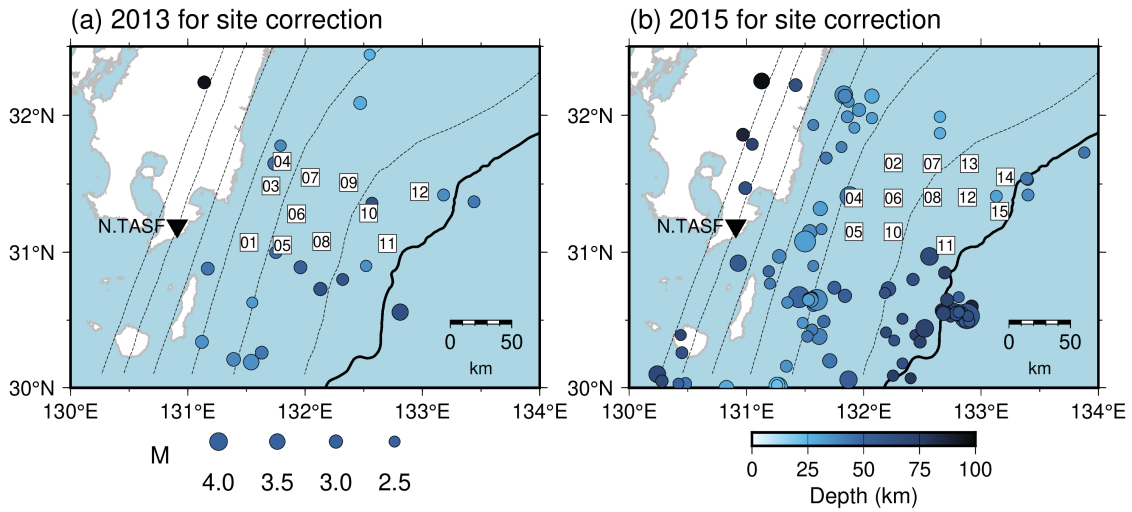 (a) 2013 for site correction
32°N
31°N
30°N
130°E 131°E 132°E 133°E 134°E
N.TASF
04
03
07
09
12
06
10
01
05
08
11
0 50
km
M
4.0 3.5 3.0 2.5
(b) 2015 for site correction
32°N
31°N
30°N
130°E 131°E 132°E 133°E 134°E
N.TASF
02 07 13
14
04 06 08 12
15
05 10
11
0 50
km
0 25 50 75 100
Depth (km)